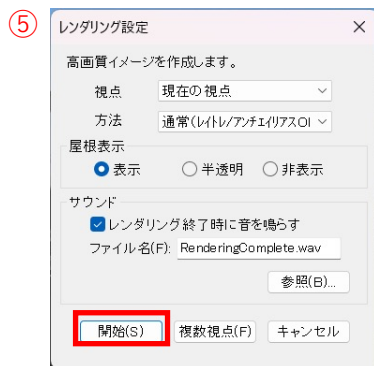 ⑤
レンダリング設定
高画質イメージを作成します。
視点 現在の視点
方法 通常(レイトレ/アンチエイリアスOI
屋根表示
表示 半透明 非表示
サウンド
レンダリング終了時に音を鳴らす
ファイル名(F): RenderingComplete.wav
参照(B)...
開始(S) 複数視点(F) キャンセル